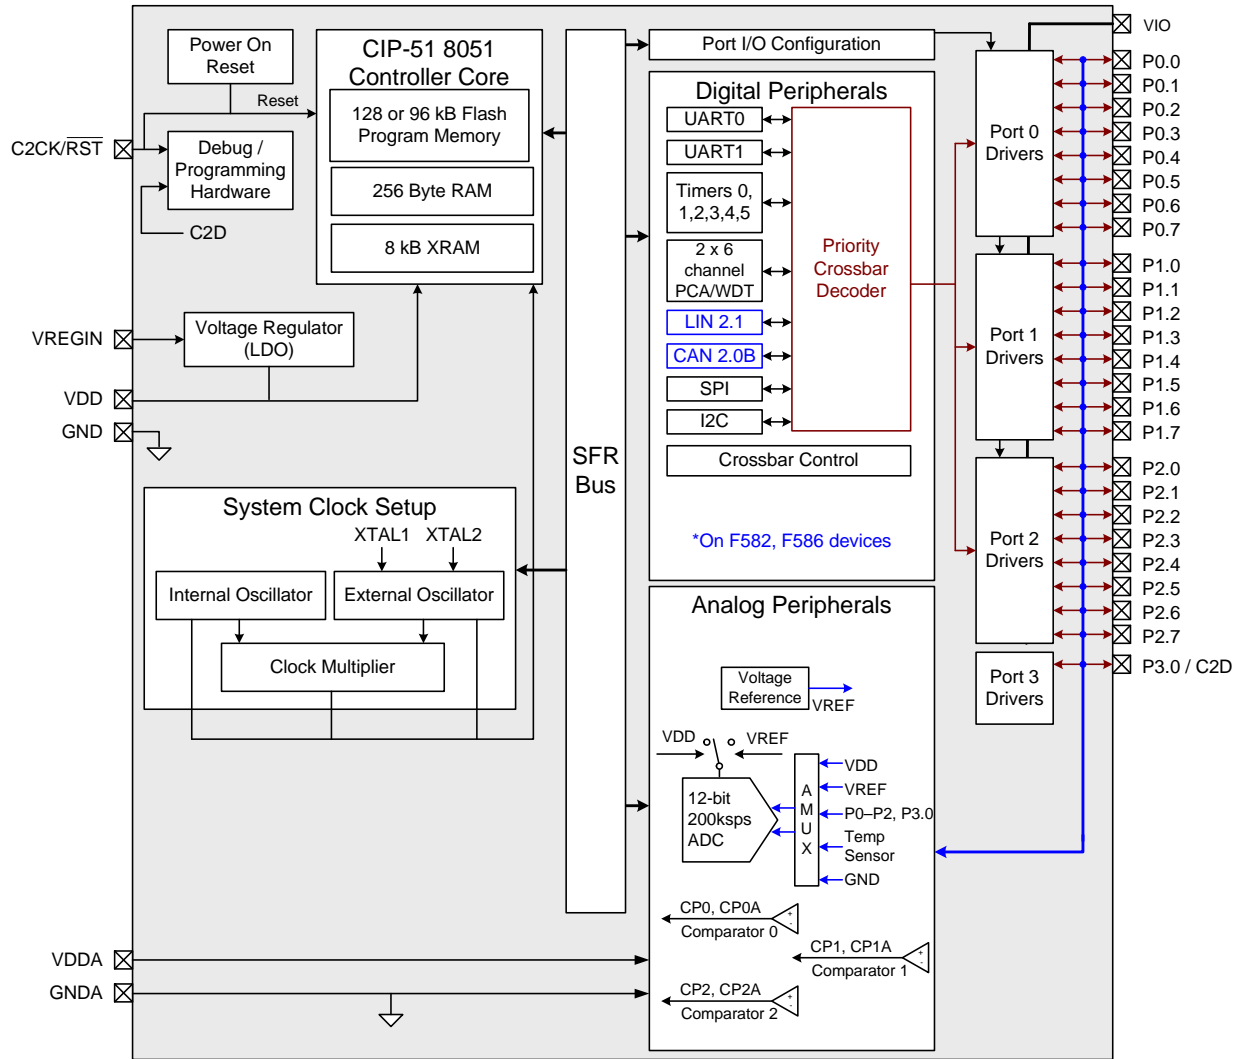 Power On
Reset
Reset
C2CK/RST
Debug /
Programming
Hardware
C2D
CIP-51 8051
Controller Core
128 or 96 kB Flash
Program Memory
256 Byte RAM
8 kB XRAM
VREGIN
Voltage Regulator
(LDO)
VDD
GND
System Clock Setup
XTAL1
XTAL2
Internal Oscillator
External Oscillator
Clock Multiplier
VDDA
GNDA
SFR
Bus
Port I/O Configuration
Digital Peripherals
UART0
UART1
Timers 0,
1,2,3,4,5
2 x 6
channel
PCA/WDT
LIN 2.1
CAN 2.0B
SPI
I2C
Priority
Crossbar
Decoder
Crossbar Control
*On F582, F586 devices
Analog Peripherals
Voltage
Reference
VREF
VDD
VREF
12-bit
200ksps
ADC
A
M
U
X
VDD
VREF
P0–P2, P3.0
Temp
Sensor
GND
CP0, CP0A
+
-
Comparator 0
CP1, CP1A
+
-
Comparator 1
CP2, CP2A
+
-
Comparator 2
Port 0
Drivers
Port 1
Drivers
Port 2
Drivers
Port 3
Drivers
VIO
P0.0
P0.1
P0.2
P0.3
P0.4
P0.5
P0.6
P0.7
P1.0
P1.1
P1.2
P1.3
P1.4
P1.5
P1.6
P1.7
P2.0
P2.1
P2.2
P2.3
P2.4
P2.5
P2.6
P2.7
P3.0 / C2D